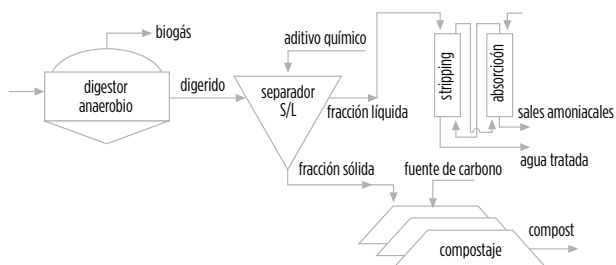 biogás
digestor
anaerobio
digerido
aditivo químico
separador
S/L
fracción líquida
stripping
absorcioón
sales amoniacales
agua tratada
fracción sólida
fuente de carbono
compostaje
compost